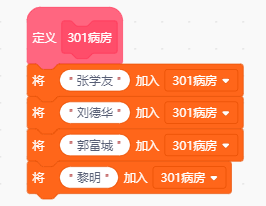 定义 301病房
将 "张学友" 加入 301病房
将 "刘德华" 加入 301病房
将 "郭富城" 加入 301病房
将 "黎明" 加入 301病房